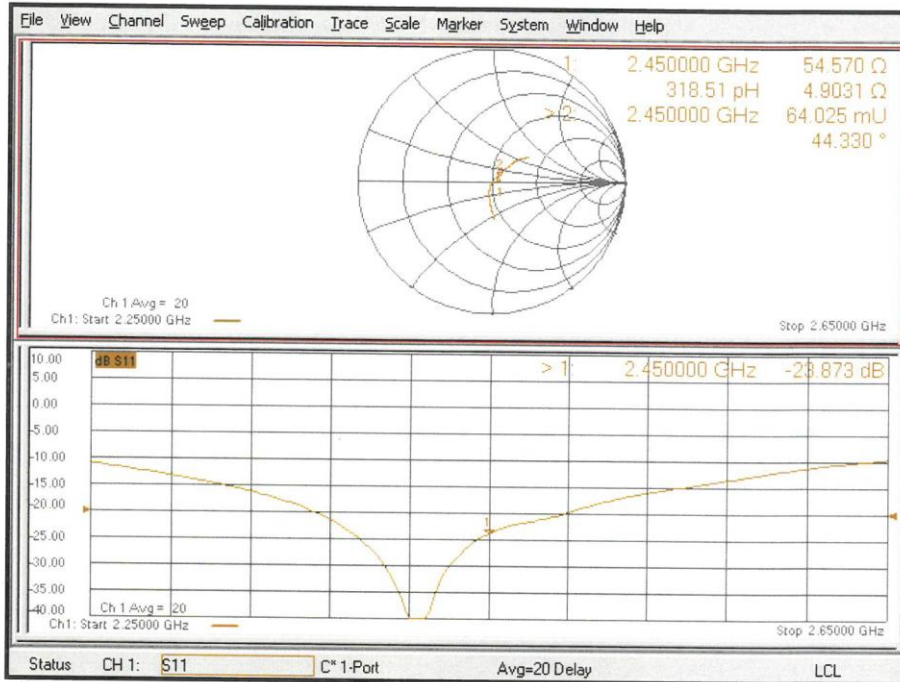 File View Channel Sweep Calibration Trace Scale Marker System Window Help
1: 2.450000 GHz 54.570 Ω
318.51 pH 4.9031 Ω
> 2: 2.450000 GHz 64.025 mU
44.330 °
2
1
Ch 1 Avg = 20
Ch1: Start 2.25000 GHz Stop 2.65000 GHz
10.00 dB S11 > 1: 2.450000 GHz -23.873 dB
5.00
0.00
-5.00
-10.00
-15.00
-20.00
1
-25.00
-30.00
-35.00
-40.00 Ch 1 Avg = 20
Ch1: Start 2.25000 GHz Stop 2.65000 GHz
Status CH 1: S11 C* 1-Port Avg=20 Delay LCL